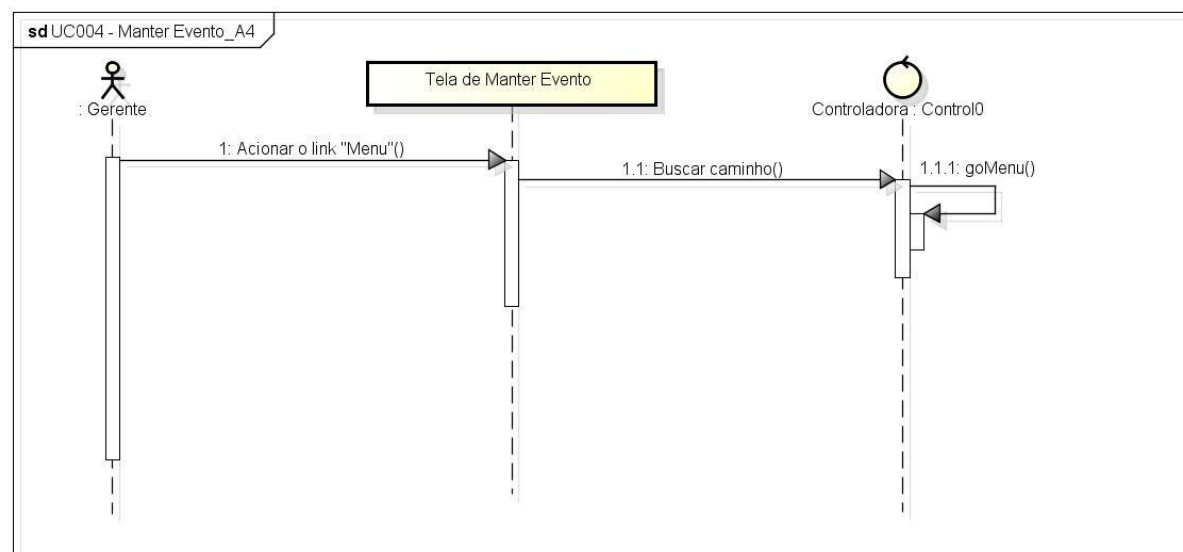 sd UC004 - Manter Evento_A4
: Gerente
Tela de Manter Evento
Controladora : Control0
1: Acionar o link "Menu"()
1.1: Buscar caminho()
1.1.1: goMenu()